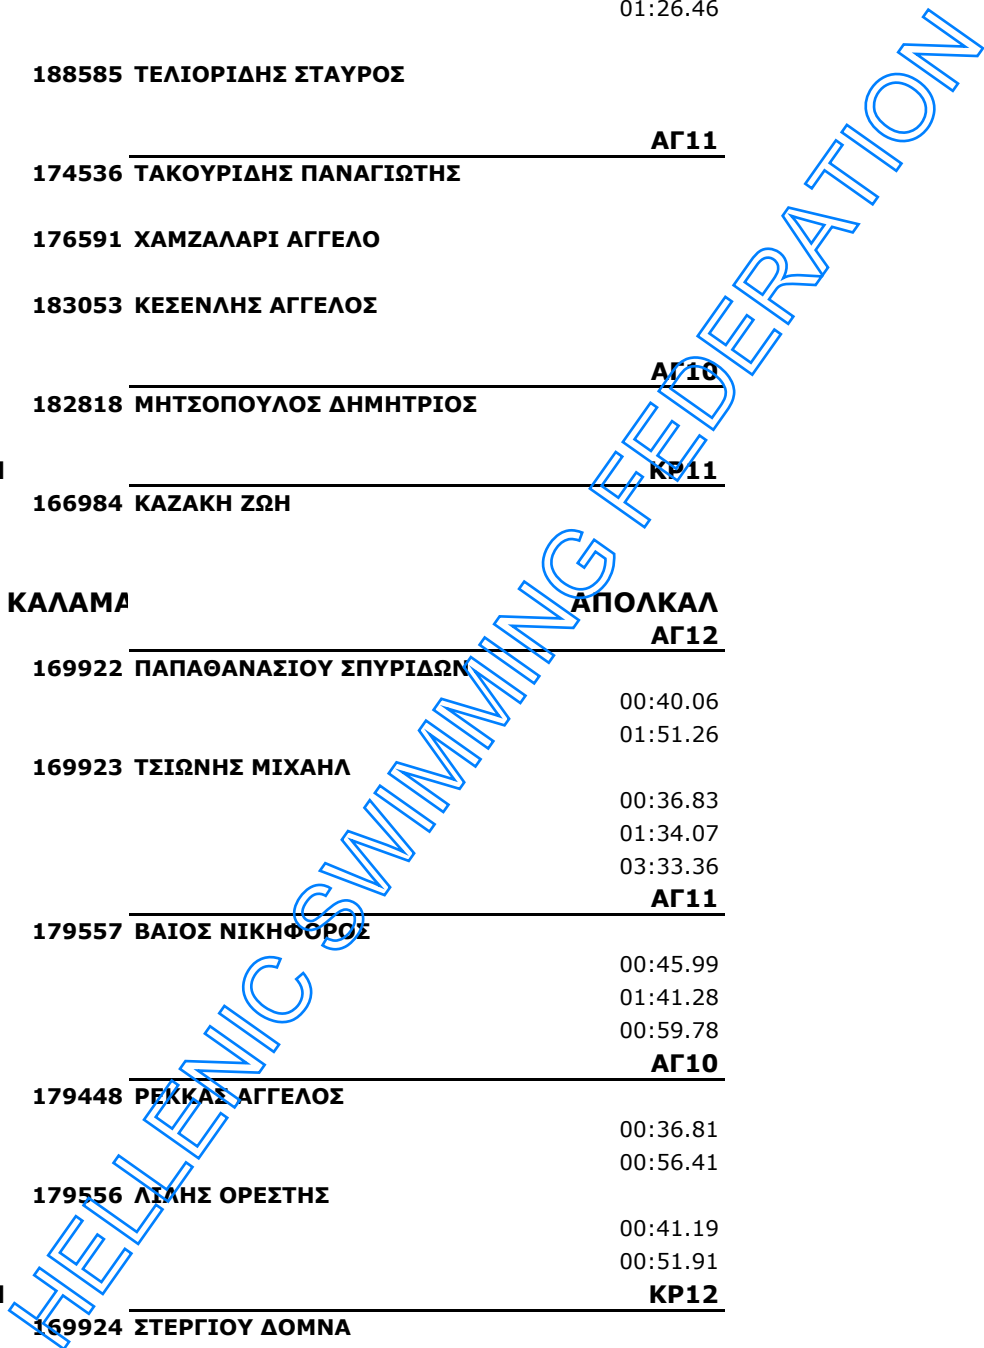 01:26.46
188585 ΤΕΛΙΟΡΙΔΗΣ ΣΤΑΥΡΟΣ
ΑΓ11
174536 ΤΑΚΟΥΡΙΔΗΣ ΠΑΝΑΓΙΩΤΗΣ
176591 ΧΑΜΖΑΛΑΡΙ ΑΓΓΕΛΟ
183053 ΚΕΣΕΝΛΗΣ ΑΓΓΕΛΟΣ
ΑΓ10
182818 ΜΗΤΣΟΠΟΥΛΟΣ ΔΗΜΗΤΡΙΟΣ
ΚΡ11
166984 ΚΑΖΑΚΗ ΖΩΗ
ΚΑΛΑΜΑ ΑΠΟΛΚΑΛ
ΑΓ12
169922 ΠΑΠΑΘΑΝΑΣΙΟΥ ΣΠΥΡΙΔΩΝ
00:40.06
01:51.26
169923 ΤΣΙΩΝΗΣ ΜΙΧΑΗΛ
00:36.83
01:34.07
03:33.36
ΑΓ11
179557 ΒΑΙΟΣ ΝΙΚΗΦΟΡΟΣ
00:45.99
01:41.28
00:59.78
ΑΓ10
179448 ΡΕΚΚΑΣ ΑΓΓΕΛΟΣ
00:36.81
00:56.41
179556 ΛΙΛΗΣ ΟΡΕΣΤΗΣ
00:41.19
00:51.91
ΚΡ12
169924 ΣΤΕΡΓΙΟΥ ΔΟΜΝΑ
HELLENIC SWIMMING FEDERATION